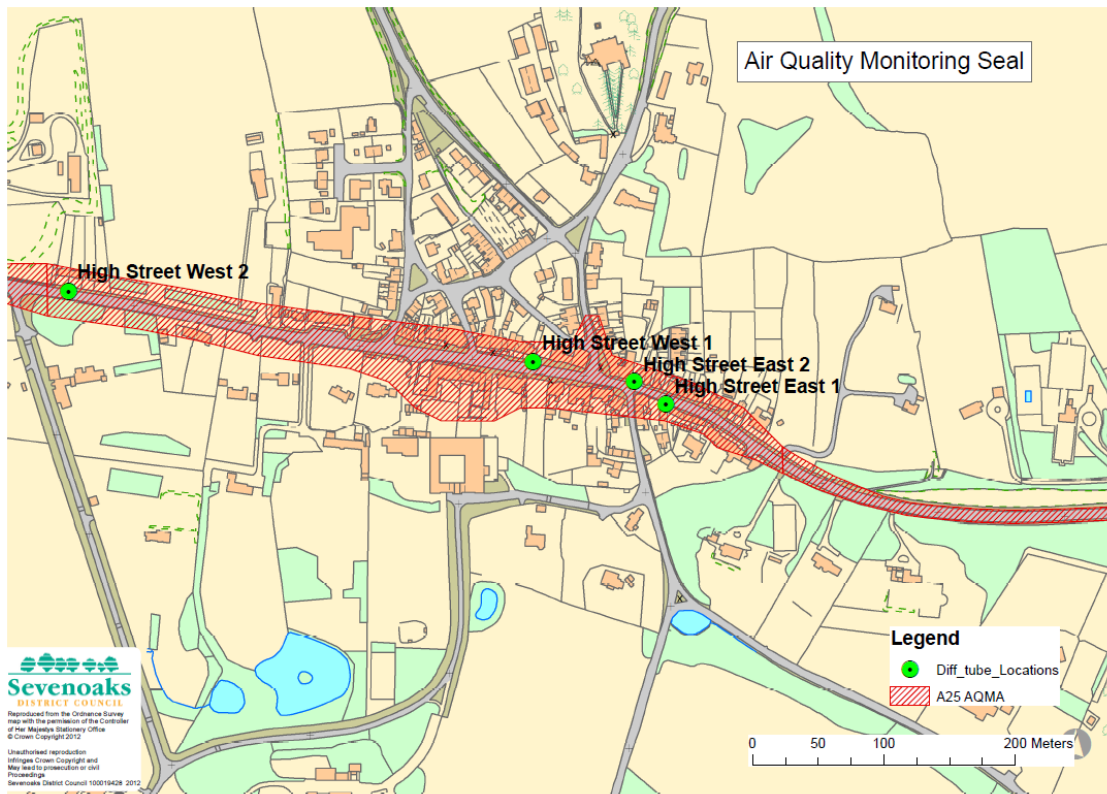 Air Quality Monitoring Seal
High Street West 2
High Street West 1
High Street East 2
High Street East 1
Legend
Diff_tube_Locations
A25 AQMA
0 50 100 200 Meters
Sevenoaks
DISTRICT COUNCIL
Reproduced from the Ordnance Survey
map with the permission of the Controller
of Her Majestys Stationery Office
© Crown Copyright 2012
Unauthorised reproduction
Infringes Crown Copyright and
May lead to prosecution or civil
Proceedings
Sevenoaks District Council 100019428 2012